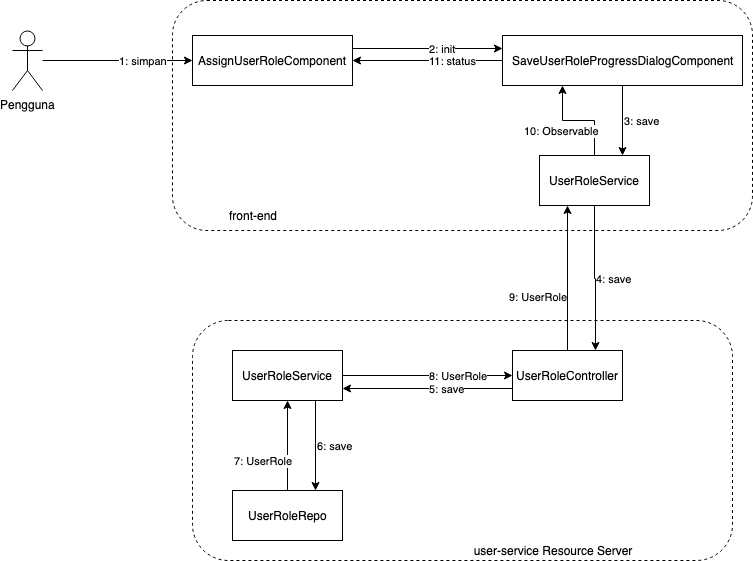 Pengguna
1: simpan
AssignUserRoleComponent
2: init
11: status
SaveUserRoleProgressDialogComponent
10: Observable
3: save
UserRoleService
front-end
9: UserRole
4: save
UserRoleService
8: UserRole
5: save
UserRoleController
7: UserRole
6: save
UserRoleRepo
user-service Resource Server